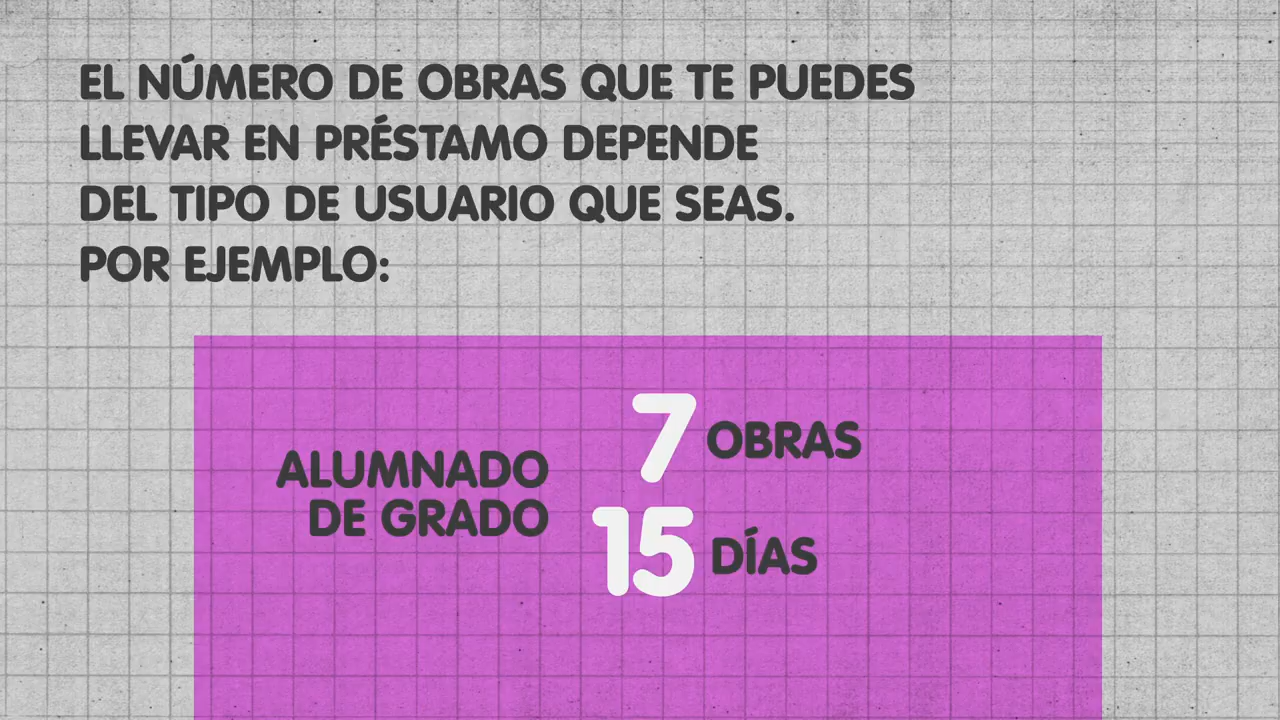 EL NÚMERO DE OBRAS QUE TE PUEDES
LLEVAR EN PRÉSTAMO DEPENDE
DEL TIPO DE USUARIO QUE SEAS.
POR EJEMPLO:
ALUMNADO
DE GRADO
7 OBRAS
15 DÍAS